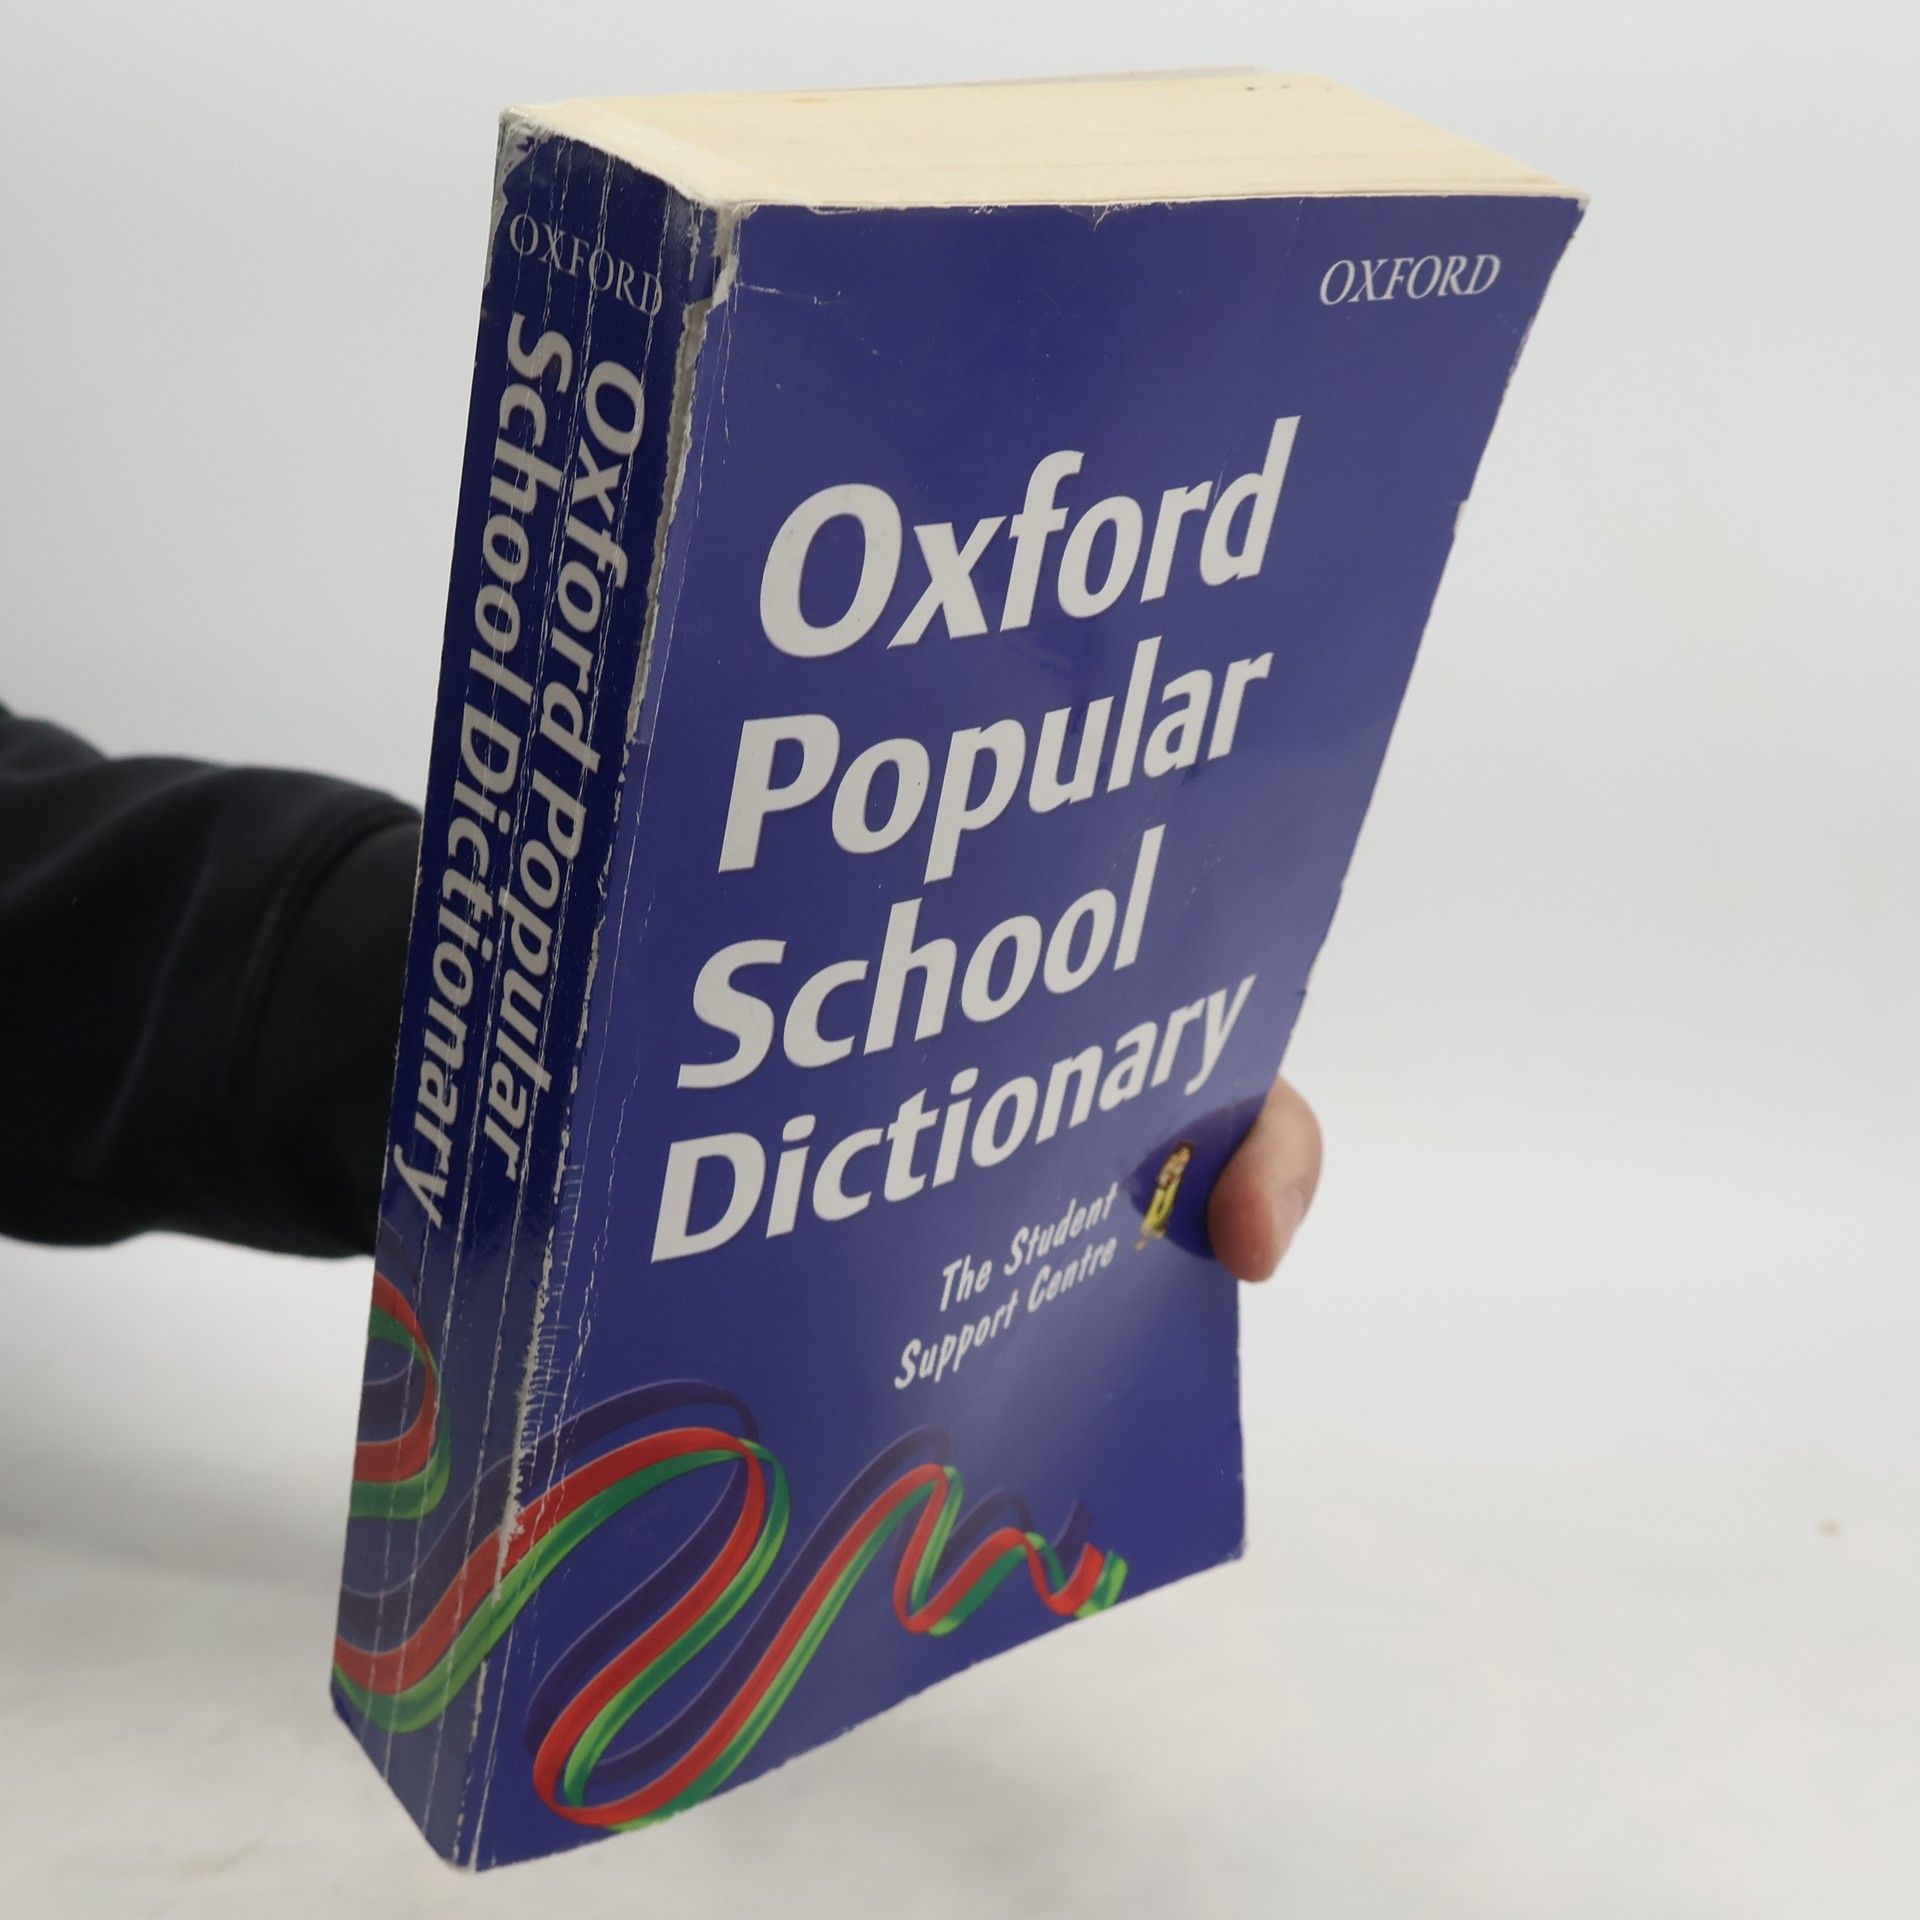 OXFORD
Oxford Popular
School Dictionary
OXFORD
Oxford
Popular
School
Dictionary
The Student
Support Centre